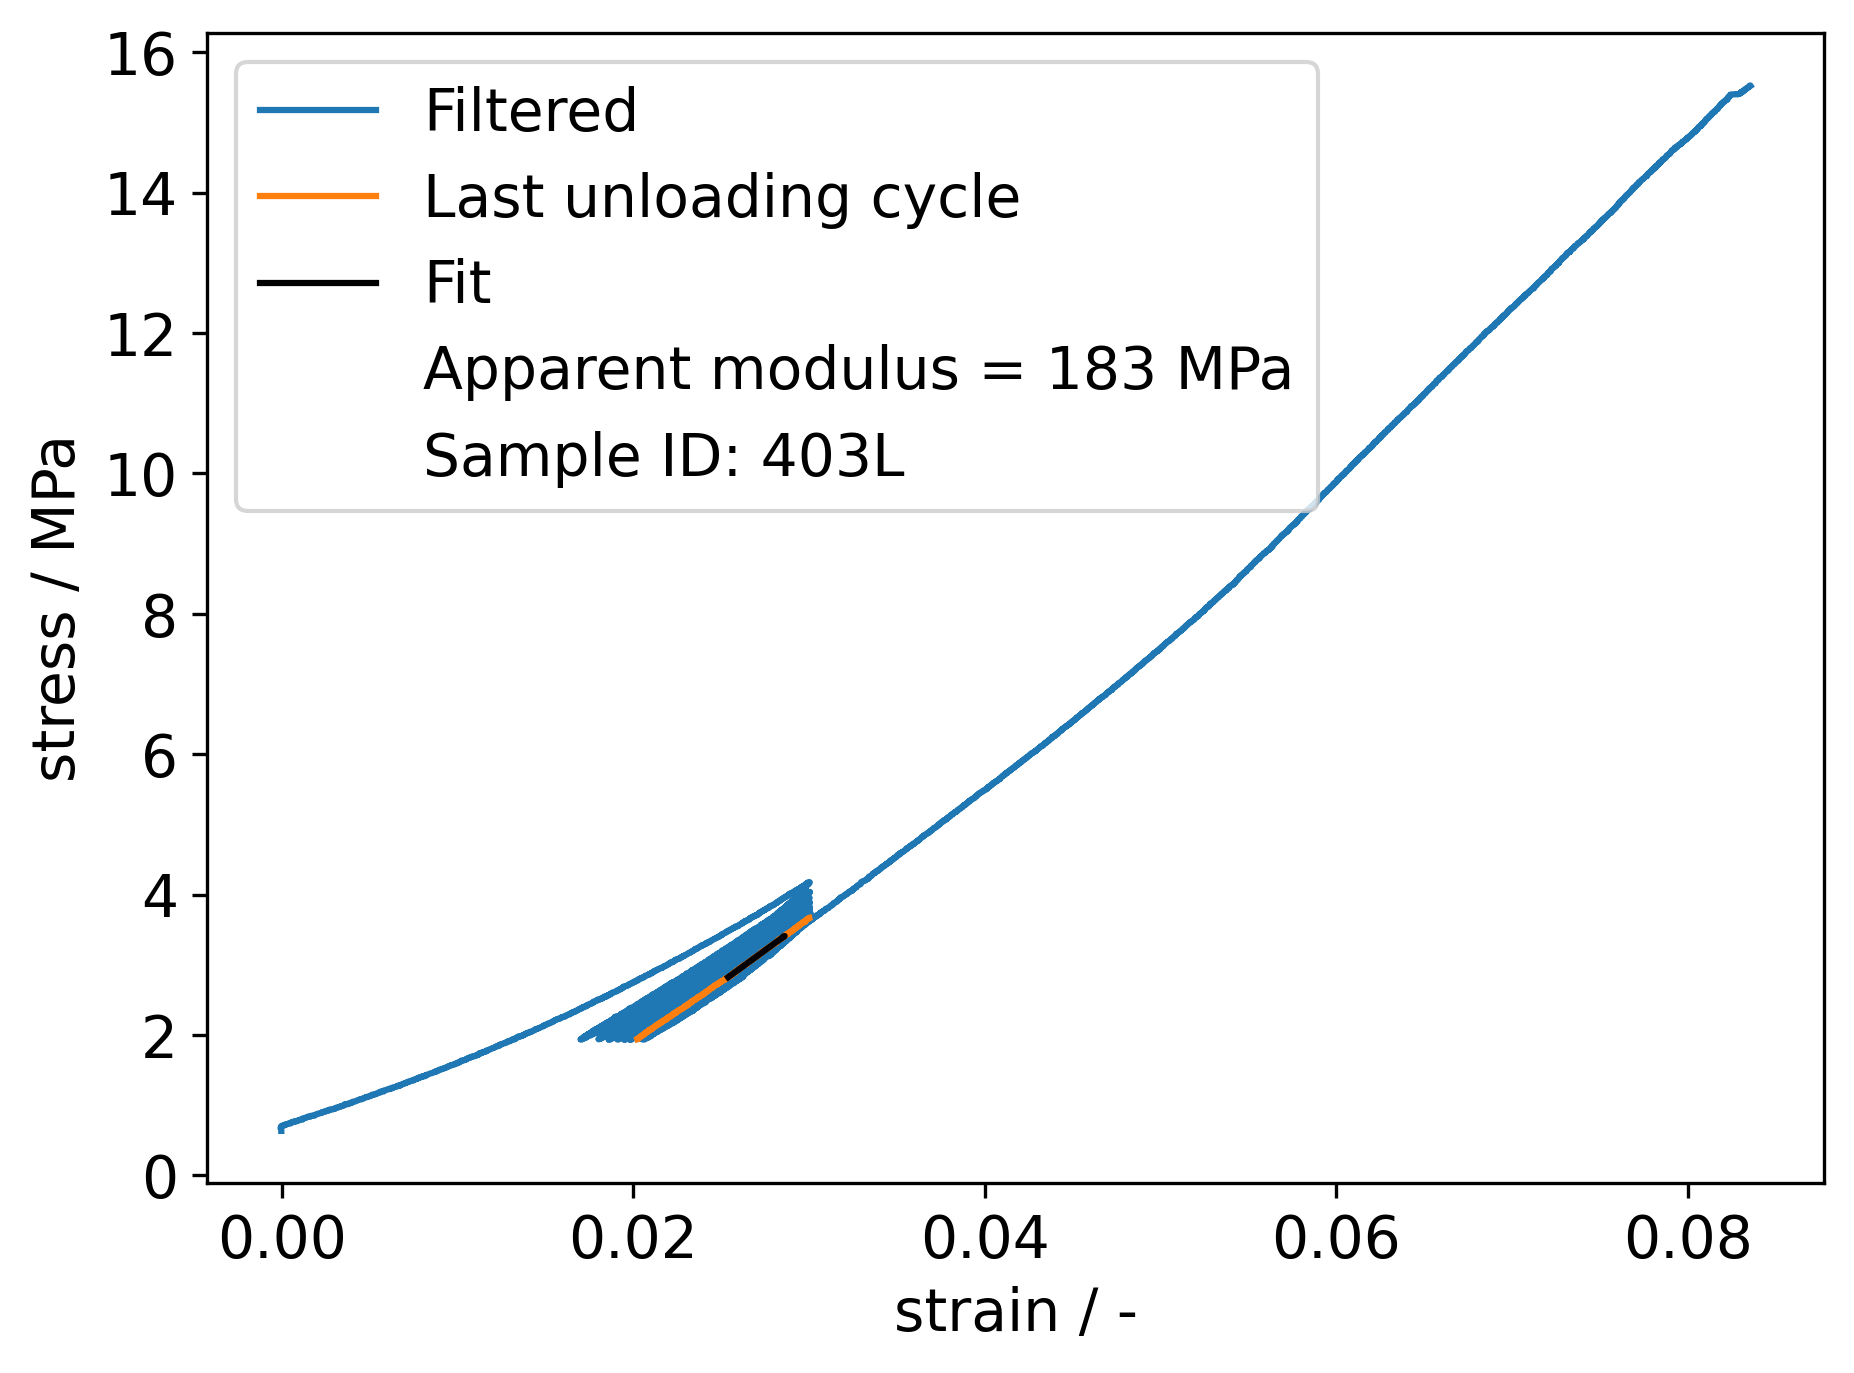 16
14
12
10
8
6
4
2
0
stress / MPa
Filtered
Last unloading cycle
Fit
Apparent modulus = 183 MPa
Sample ID: 403L
0.00 0.02 0.04 0.06 0.08
strain / -